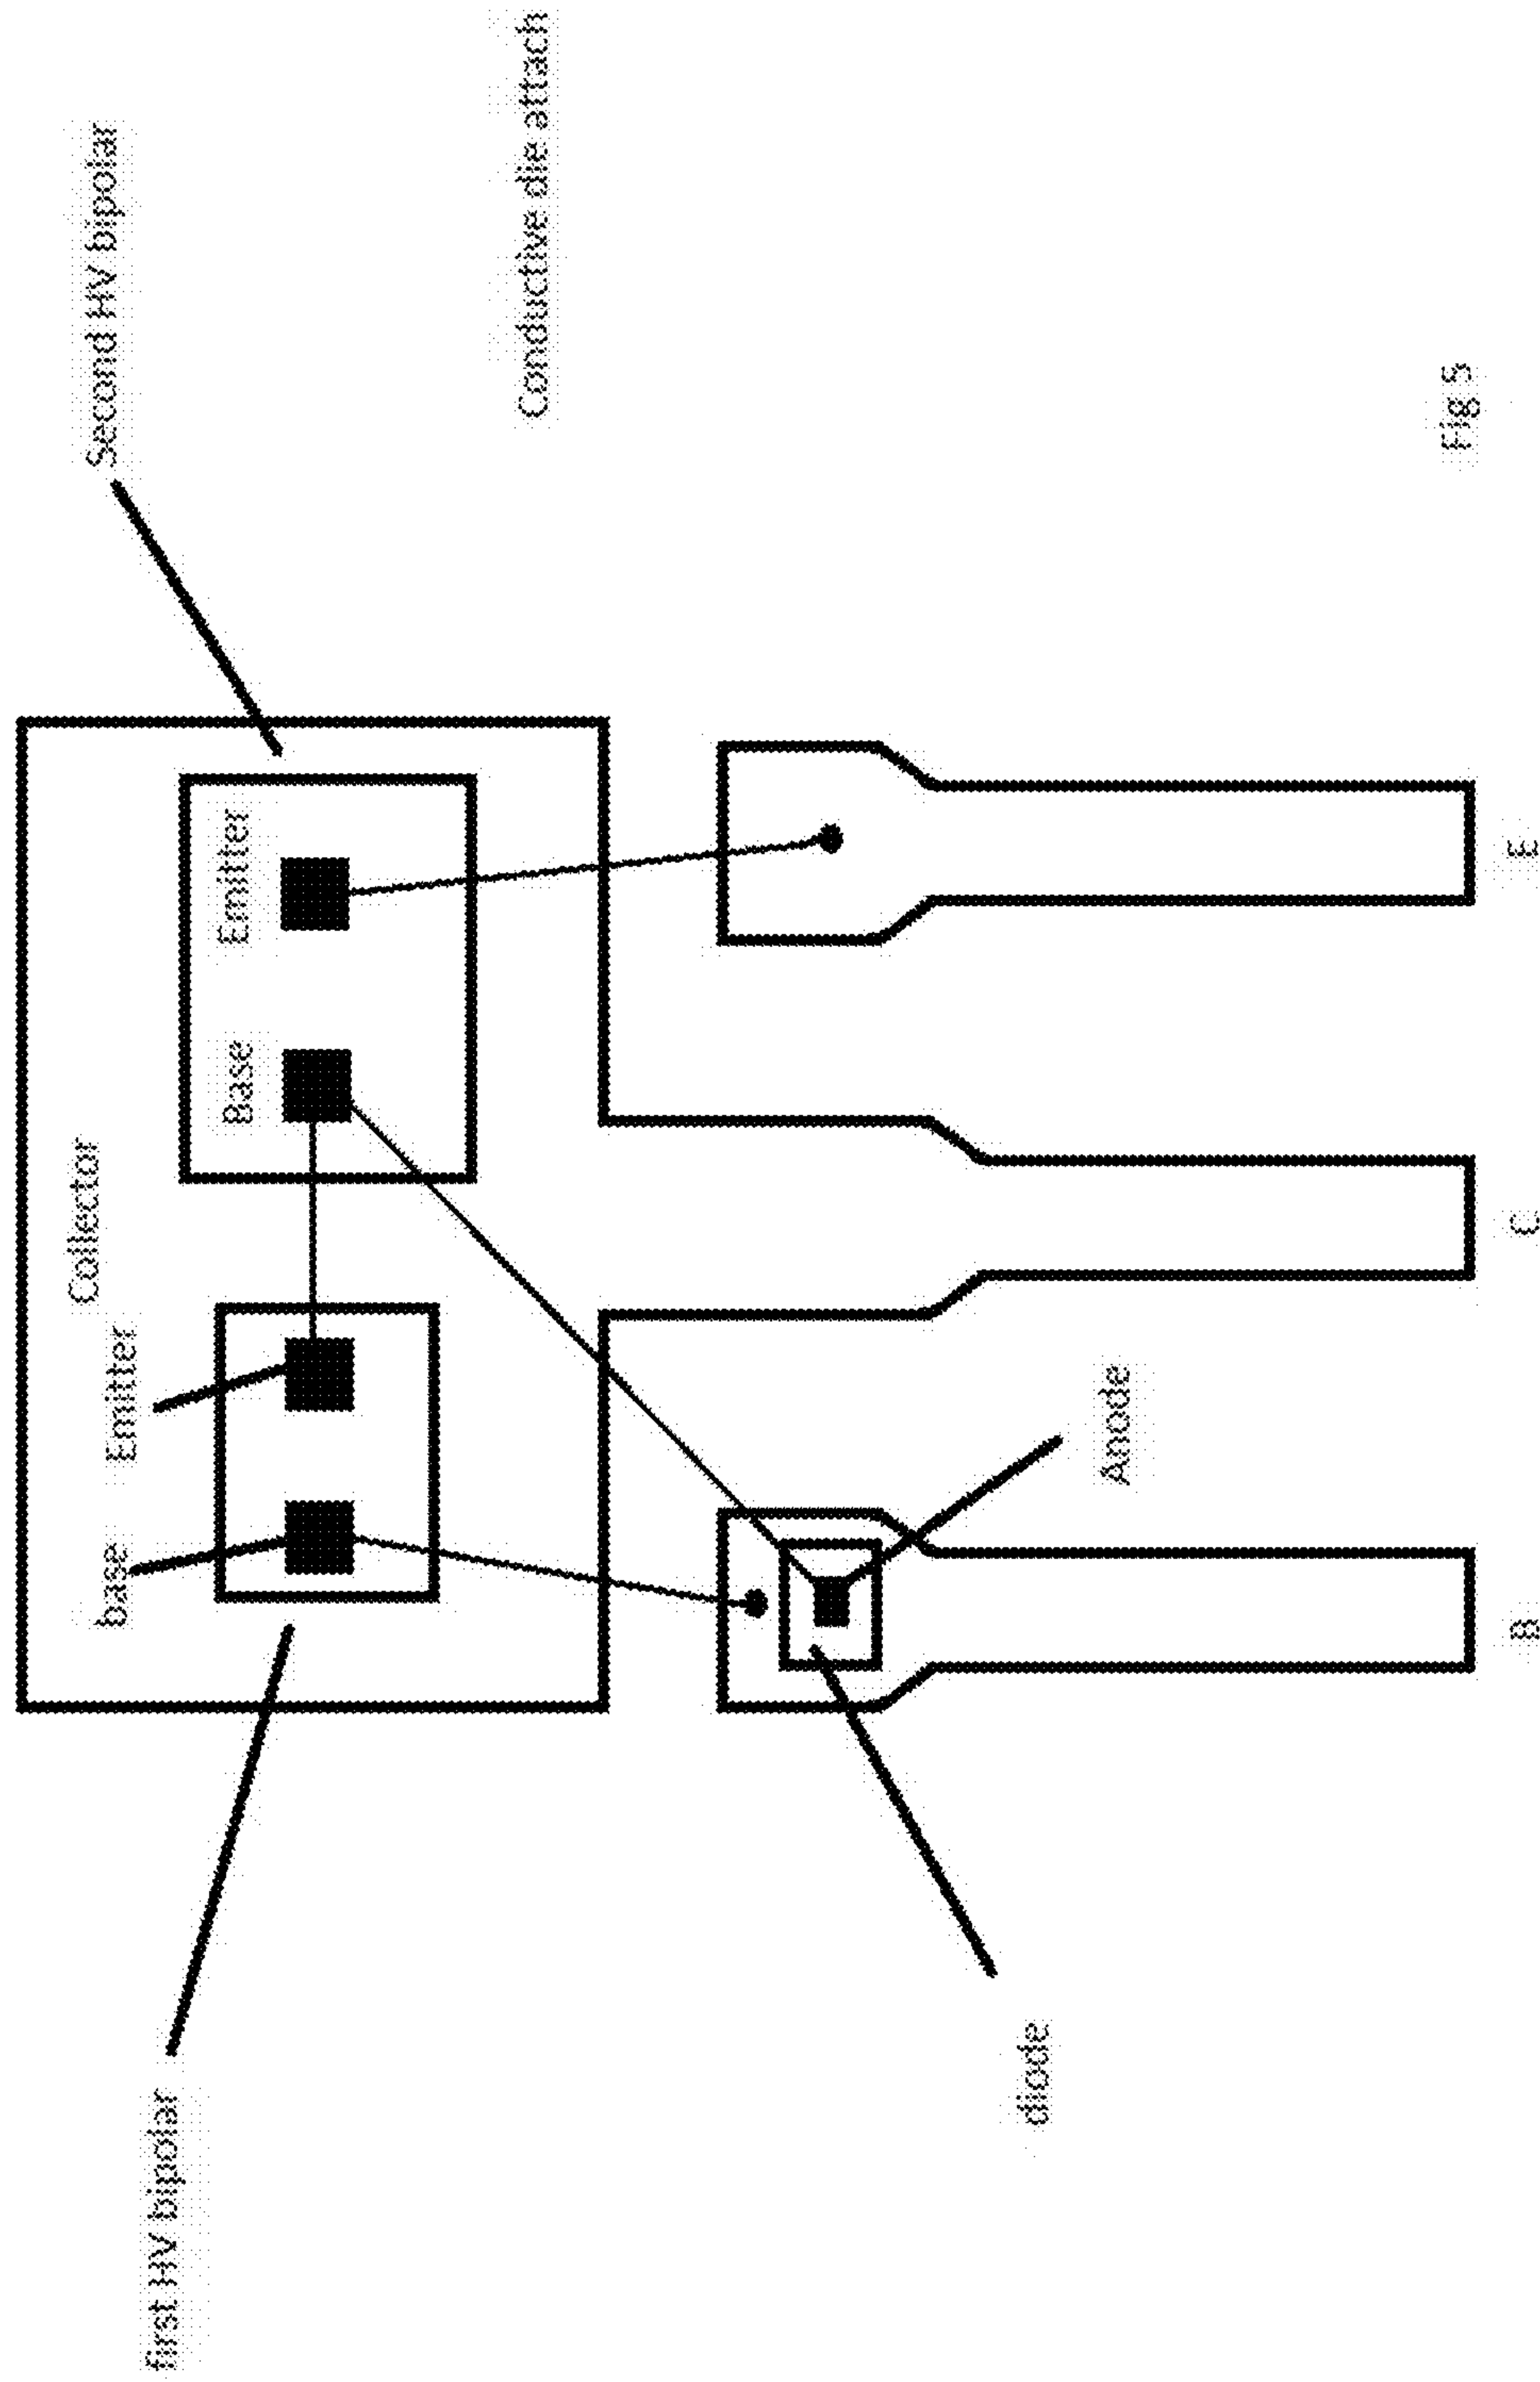 Second HV bipolar
first HV bipolar
Collector
Emitter
base
Base
Emitter
Conductive die attach
diode
Anode
B
C
E
Fig 5